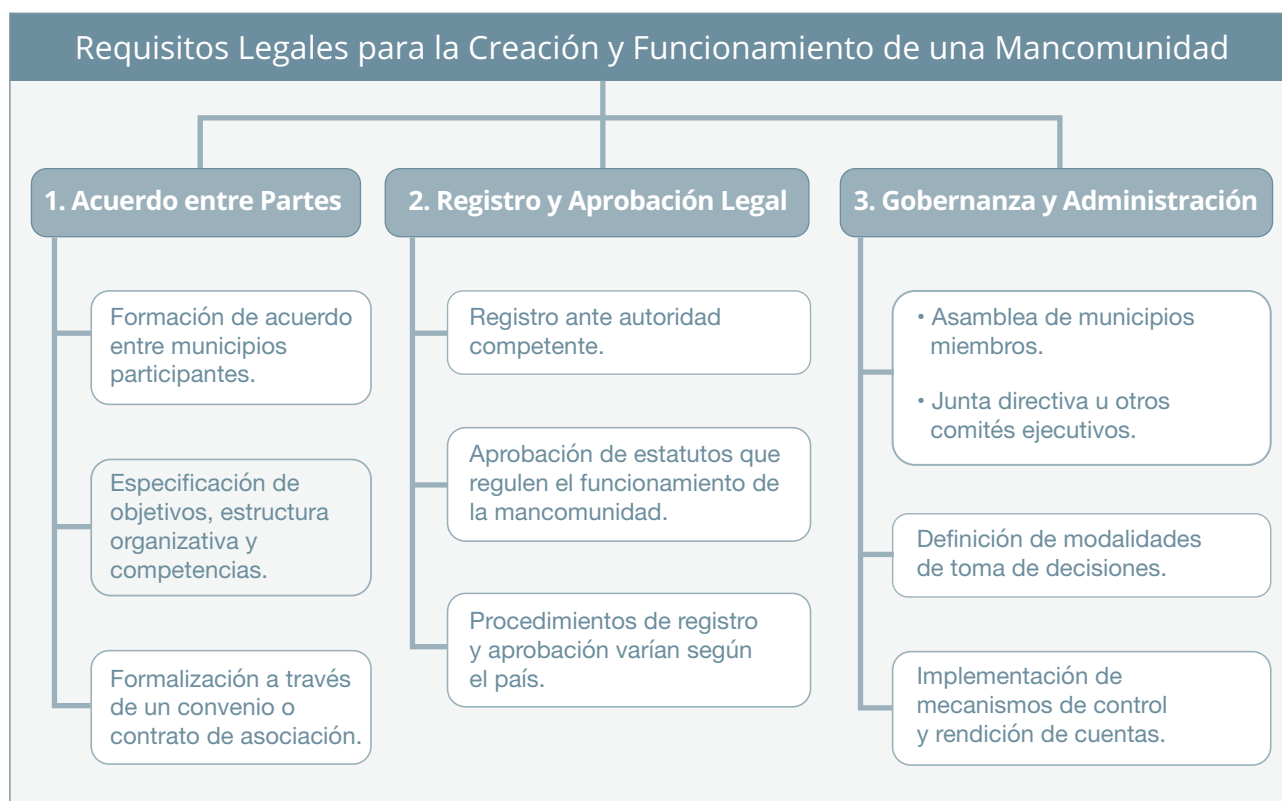 Requisitos Legales para la Creación y Funcionamiento de una Mancomunidad
1. Acuerdo entre Partes
Formación de acuerdo
entre municipios
participantes.
Especificación de
objetivos, estructura
organizativa y
competencias.
Formalización a través
de un convenio o
contrato de asociación.
2. Registro y Aprobación Legal
Registro ante autoridad
competente.
Aprobación de estatutos que
regulen el funcionamiento de
la mancomunidad.
Procedimientos de registro
y aprobación varían según
el país.
3. Gobernanza y Administración
• Asamblea de municipios
miembros.
• Junta directiva u otros
comités ejecutivos.
Definición de modalidades
de toma de decisiones.
Implementación de
mecanismos de control
y rendición de cuentas.